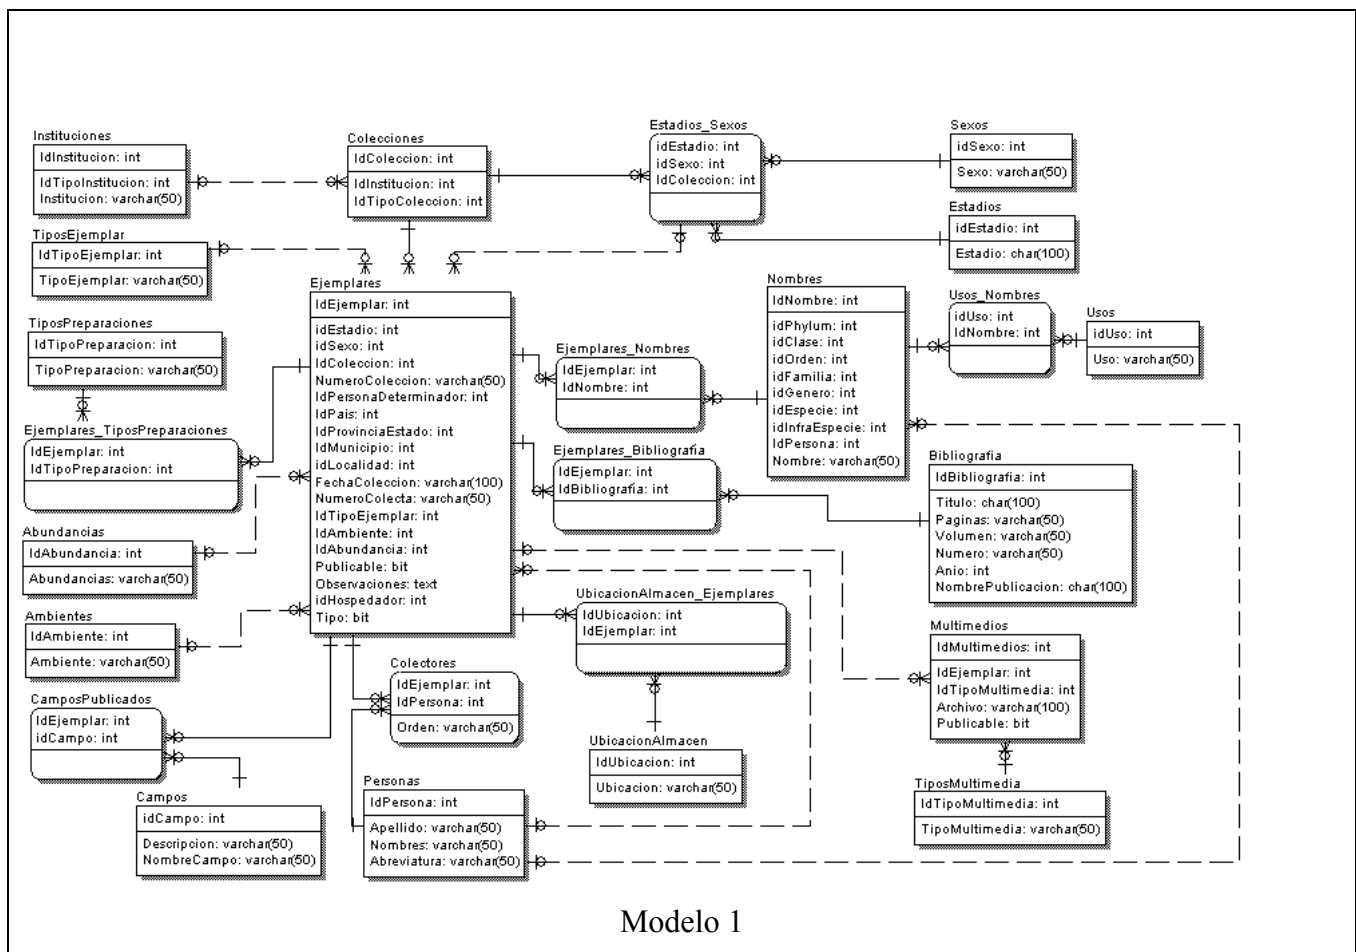 Instituciones
IdInstitucion: int
IdTipoInstitucion: int
Institucion: varchar(50)
Colecciones
IdColeccion: int
IdInstitucion: int
IdTipoColeccion: int
Estadios_Sexos
idEstadio: int
idSexo: int
IdColeccion: int
Sexos
idSexo: int
Sexo: varchar(50)
Estadios
idEstadio: int
Estadio: char(100)
TiposEjemplar
IdTipoEjemplar: int
TipoEjemplar: varchar(50)
TiposPreparaciones
IdTipoPreparacion: int
TipoPreparacion: varchar(50)
Ejemplares_TiposPreparaciones
IdEjemplar: int
IdTipoPreparacion: int
Abundancias
IdAbundancia: int
Abundancias: varchar(50)
Ambientes
IdAmbiente: int
Ambiente: varchar(50)
CamposPublicados
IdEjemplar: int
idCampo: int
Campos
idCampo: int
Descripcion: varchar(50)
NombreCampo: varchar(50)
Ejemplares
IdEjemplar: int
idEstadio: int
idSexo: int
IdColeccion: int
NumeroColeccion: varchar(50)
IdPersonaDeterminador: int
IdPais: int
IdProvinciaEstado: int
IdMunicipio: int
idLocalidad: int
FechaColeccion: varchar(100)
NumeroColecta: varchar(50)
IdTipoEjemplar: int
IdAmbiente: int
IdAbundancia: int
Publicable: bit
Observaciones: text
idHospedador: int
Tipo: bit
Ejemplares_Nombres
IdEjemplar: int
IdNombre: int
Ejemplares_Bibliografía
IdEjemplar: int
IdBibliografía: int
Nombres
IdNombre: int
idPhylum: int
idClase: int
idOrden: int
idFamilia: int
idGenero: int
idEspecie: int
idInfraEspecie: int
IdPersona: int
Nombre: varchar(50)
Usos_Nombres
idUso: int
IdNombre: int
Usos
idUso: int
Uso: varchar(50)
Bibliografia
IdBibliografia: int
Titulo: char(100)
Paginas: varchar(50)
Volumen: varchar(50)
Numero: varchar(50)
Anio: int
NombrePublicacion: char(100)
UbicacionAlmacen_Ejemplares
IdUbicacion: int
IdEjemplar: int
UbicacionAlmacen
IdUbicacion: int
Ubicacion: varchar(50)
Colectores
IdEjemplar: int
IdPersona: int
Orden: varchar(50)
Personas
IdPersona: int
Apellido: varchar(50)
Nombres: varchar(50)
Abreviatura: varchar(50)
Multimedios
IdMultimedios: int
IdEjemplar: int
IdTipoMultimedia: int
Archivo: varchar(100)
Publicable: bit
TiposMultimedia
IdTipoMultimedia: int
TipoMultimedia: varchar(50)
Modelo 1